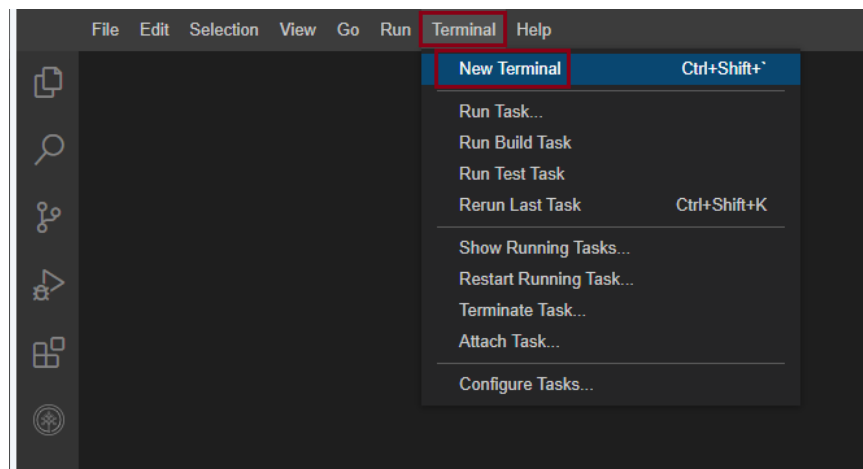 File Edit Selection View Go Run Terminal Help
New Terminal Ctrl+Shift+`
Run Task...
Run Build Task
Run Test Task
Rerun Last Task Ctrl+Shift+K
Show Running Tasks...
Restart Running Task...
Terminate Task...
Attach Task...
Configure Tasks...